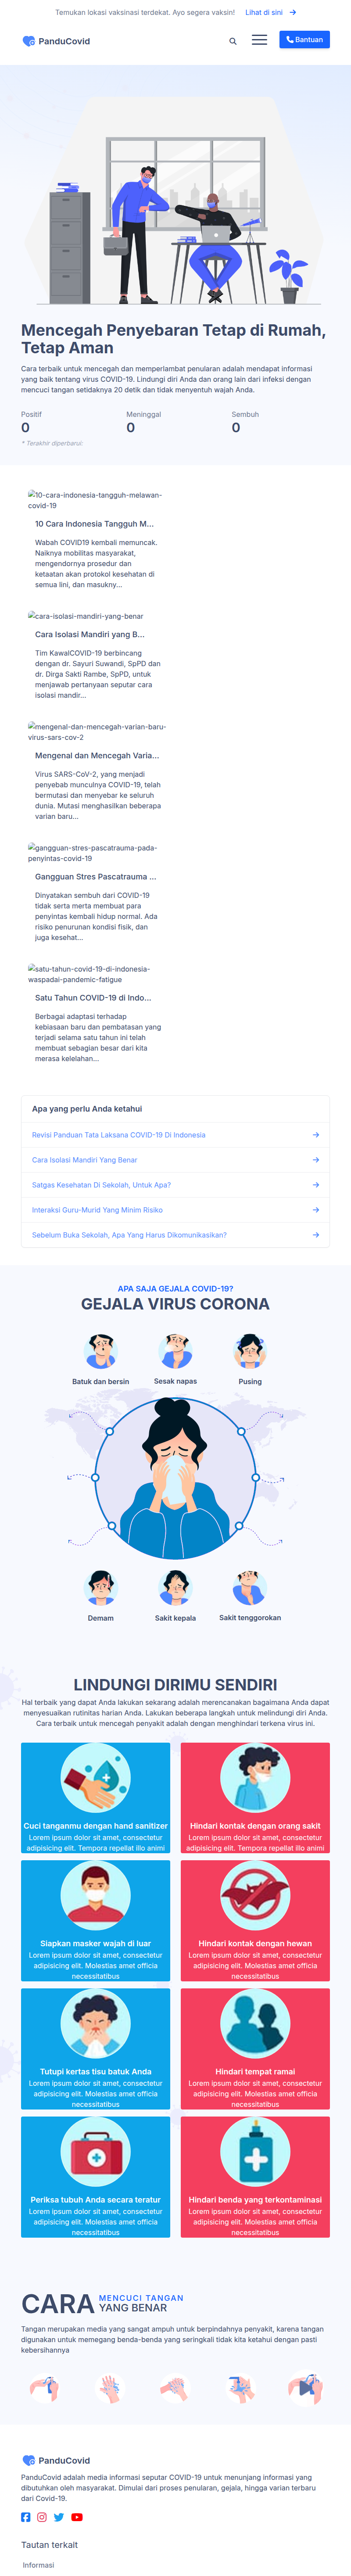 Temukan lokasi vaksinasi terdekat. Ayo segera vaksin! Lihat di sini
PanduCovid
Bantuan
Mencegah Penyebaran Tetap di Rumah,
Tetap Aman
Cara terbaik untuk mencegah dan memperlambat penularan adalah mendapat informasi
yang baik tentang virus COVID-19. Lindungi diri Anda dan orang lain dari infeksi dengan
mencuci tangan setidaknya 20 detik dan tidak menyentuh wajah Anda.
Positif
Meninggal
Sembuh
0
0
0
* Terakhir diperbarui:
10-cara-indonesia-tangguh-melawan-
covid-19
10 Cara Indonesia Tangguh M...
Wabah COVID19 kembali memuncak.
Naiknya mobilitas masyarakat,
mengendornya prosedur dan
ketaatan akan protokol kesehatan di
semua lini, dan masukny...
cara-isolasi-mandiri-yang-benar
Cara Isolasi Mandiri yang B...
Tim KawalCOVID-19 berbincang
dengan dr. Sayuri Suwandi, SpPD dan
dr. Dirga Sakti Rambe, SpPD, untuk
menjawab pertanyaan seputar cara
isolasi mandir...
mengenal-dan-mencegah-varian-baru-
virus-sars-cov-2
Mengenal dan Mencegah Varia...
Virus SARS-CoV-2, yang menjadi
penyebab munculnya COVID-19, telah
bermutasi dan menyebar ke seluruh
dunia. Mutasi menghasilkan beberapa
varian baru...
gangguan-stres-pascatrauma-pada-
penyintas-covid-19
Gangguan Stres Pascatrauma ...
Dinyatakan sembuh dari COVID-19
tidak serta merta membuat para
penyintas kembali hidup normal. Ada
risiko penurunan kondisi fisik, dan
juga kesehat...
satu-tahun-covid-19-di-indonesia-
waspadai-pandemic-fatigue
Satu Tahun COVID-19 di Indo...
Berbagai adaptasi terhadap
kebiasaan baru dan pembatasan yang
terjadi selama satu tahun ini telah
membuat sebagian besar dari kita
merasa kelelahan...
Apa yang perlu Anda ketahui
Revisi Panduan Tata Laksana COVID-19 Di Indonesia
Cara Isolasi Mandiri Yang Benar
Satgas Kesehatan Di Sekolah, Untuk Apa?
Interaksi Guru-Murid Yang Minim Risiko
Sebelum Buka Sekolah, Apa Yang Harus Dikomunikasikan?
APA SAJA GEJALA COVID-19?
GEJALA VIRUS CORONA
Batuk dan bersin
Sesak napas
Pusing
Demam
Sakit kepala
Sakit tenggorokan
LINDUNGI DIRIMU SENDIRI
Hal terbaik yang dapat Anda lakukan sekarang adalah merencanakan bagaimana Anda dapat
menyesuaikan rutinitas harian Anda. Lakukan beberapa langkah untuk melindungi diri Anda.
Cara terbaik untuk mencegah penyakit adalah dengan menghindari terkena virus ini.
Cuci tanganmu dengan hand sanitizer
Lorem ipsum dolor sit amet, consectetur
adipisicing elit. Tempora repellat illo animi
Hindari kontak dengan orang sakit
Lorem ipsum dolor sit amet, consectetur
adipisicing elit. Tempora repellat illo animi
Siapkan masker wajah di luar
Lorem ipsum dolor sit amet, consectetur
adipisicing elit. Molestias amet officia
necessitatibus
Hindari kontak dengan hewan
Lorem ipsum dolor sit amet, consectetur
adipisicing elit. Molestias amet officia
necessitatibus
Tutupi kertas tisu batuk Anda
Lorem ipsum dolor sit amet, consectetur
adipisicing elit. Molestias amet officia
necessitatibus
Hindari tempat ramai
Lorem ipsum dolor sit amet, consectetur
adipisicing elit. Molestias amet officia
necessitatibus
Periksa tubuh Anda secara teratur
Lorem ipsum dolor sit amet, consectetur
adipisicing elit. Molestias amet officia
necessitatibus
Hindari benda yang terkontaminasi
Lorem ipsum dolor sit amet, consectetur
adipisicing elit. Molestias amet officia
necessitatibus
CARA
MENCUCI TANGAN
YANG BENAR
Tangan merupakan media yang sangat ampuh untuk berpindahnya penyakit, karena tangan
digunakan untuk memegang benda-benda yang seringkali tidak kita ketahui dengan pasti
kebersihannya
PanduCovid
PanduCovid adalah media informasi seputar COVID-19 untuk menunjang informasi yang
dibutuhkan oleh masyarakat. Dimulai dari proses penularan, gejala, hingga varian terbaru
dari Covid-19.
Tautan terkait
Informasi